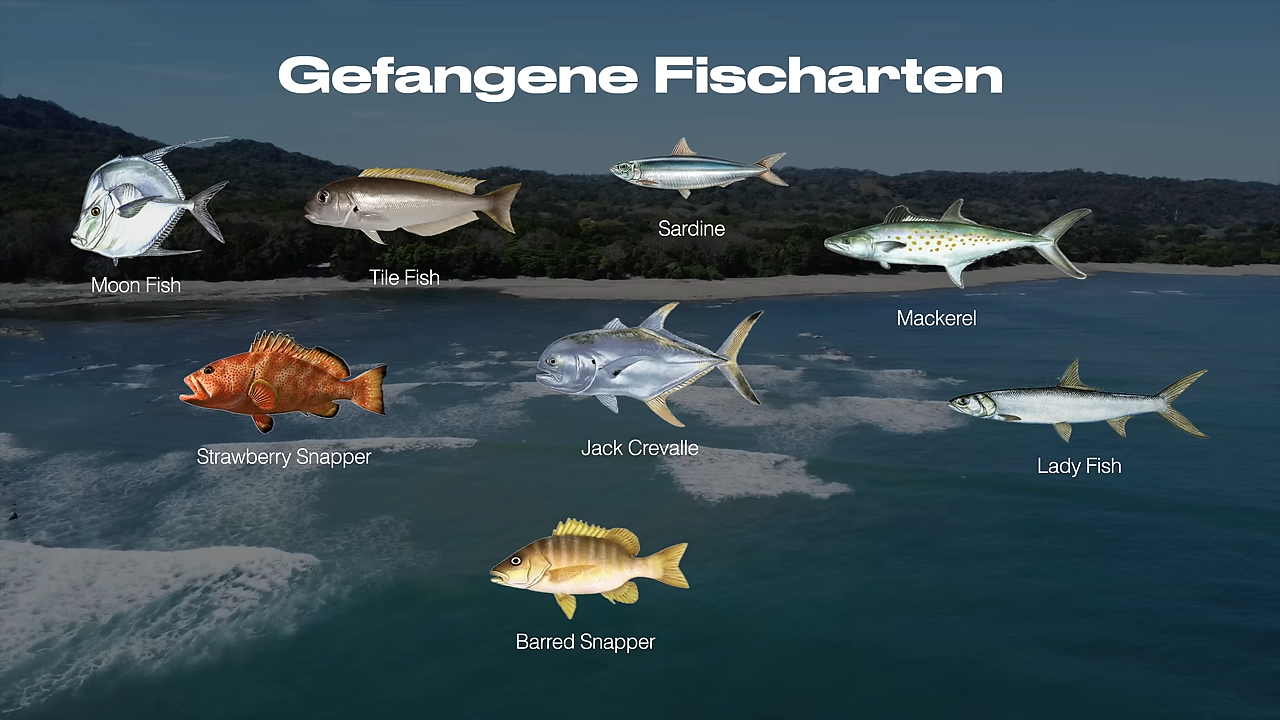 Gefangene Fischarten
Sardine
Moon Fish
Tile Fish
Mackerel
Strawberry Snapper
Jack Crevalle
Lady Fish
Barred Snapper